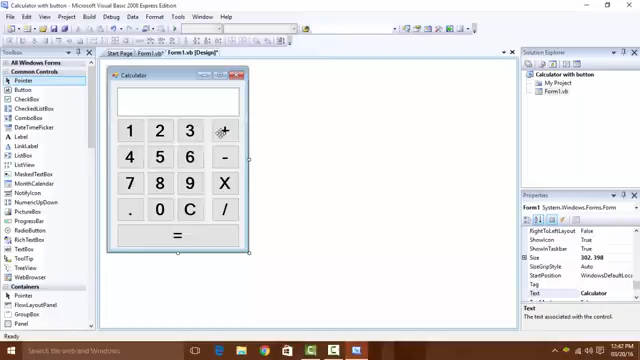 Calculator with button - Microsoft Visual Basic 2008 Express Edition
File Edit View Project Build Debug Data Format Tools Window Help
Toolbox
All Windows Forms
Common Controls
Pointer
Button
CheckBox
CheckedListBox
ComboBox
DateTimePicker
Label
LinkLabel
ListBox
ListView
MaskedTextBox
MonthCalendar
NotifyIcon
NumericUpDown
PictureBox
ProgressBar
RadioButton
RichTextBox
TextBox
ToolTip
TreeView
WebBrowser
Containers
Pointer
FlowLayoutPanel
GroupBox
Panel
Start Page Form1.vb* Form1.vb [Design]*
Calculator
1 2 3 +
4 5 6 -
7 8 9 X
. 0 C /
=
Solution Explorer
Calculator with button
My Project
Form1.vb
Properties
Form1 System.Windows.Forms.Form
RightToLeftLayout False
ShowIcon True
ShowInTaskbar True
Size 302, 398
SizeGripStyle Auto
StartPosition WindowsDefaultLoca
Tag
Text Calculator
Text
The text associated with the control.
Ready
Search the web and Windows
12:42 PM
03/20/16